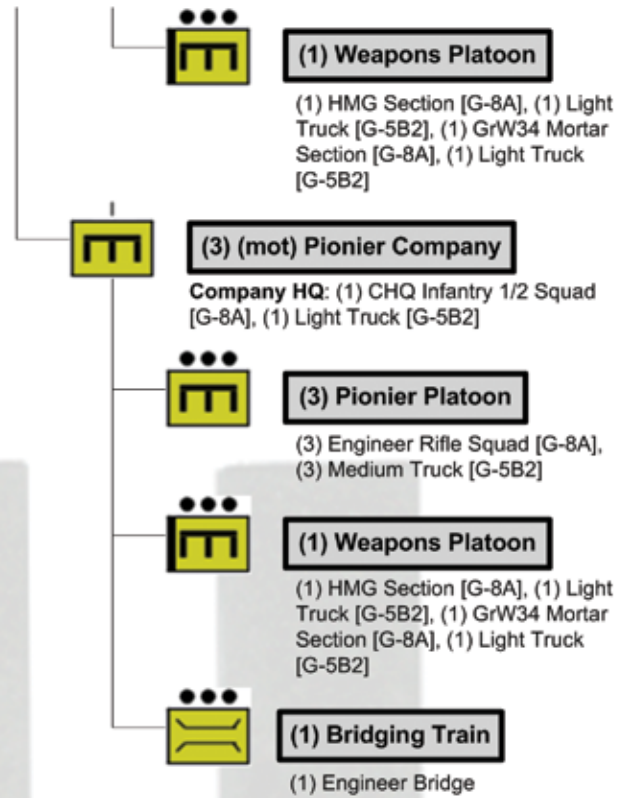 (1) Weapons Platoon
(1) HMG Section [G-8A], (1) Light
Truck [G-5B2], (1) GrW34 Mortar
Section [G-8A], (1) Light Truck
[G-5B2]
(3) (mot) Pionier Company
Company HQ: (1) CHQ Infantry 1/2 Squad
[G-8A], (1) Light Truck [G-5B2]
(3) Pionier Platoon
(3) Engineer Rifle Squad [G-8A],
(3) Medium Truck [G-5B2]
(1) Weapons Platoon
(1) HMG Section [G-8A], (1) Light
Truck [G-5B2], (1) GrW34 Mortar
Section [G-8A], (1) Light Truck
[G-5B2]
(1) Bridging Train
(1) Engineer Bridge